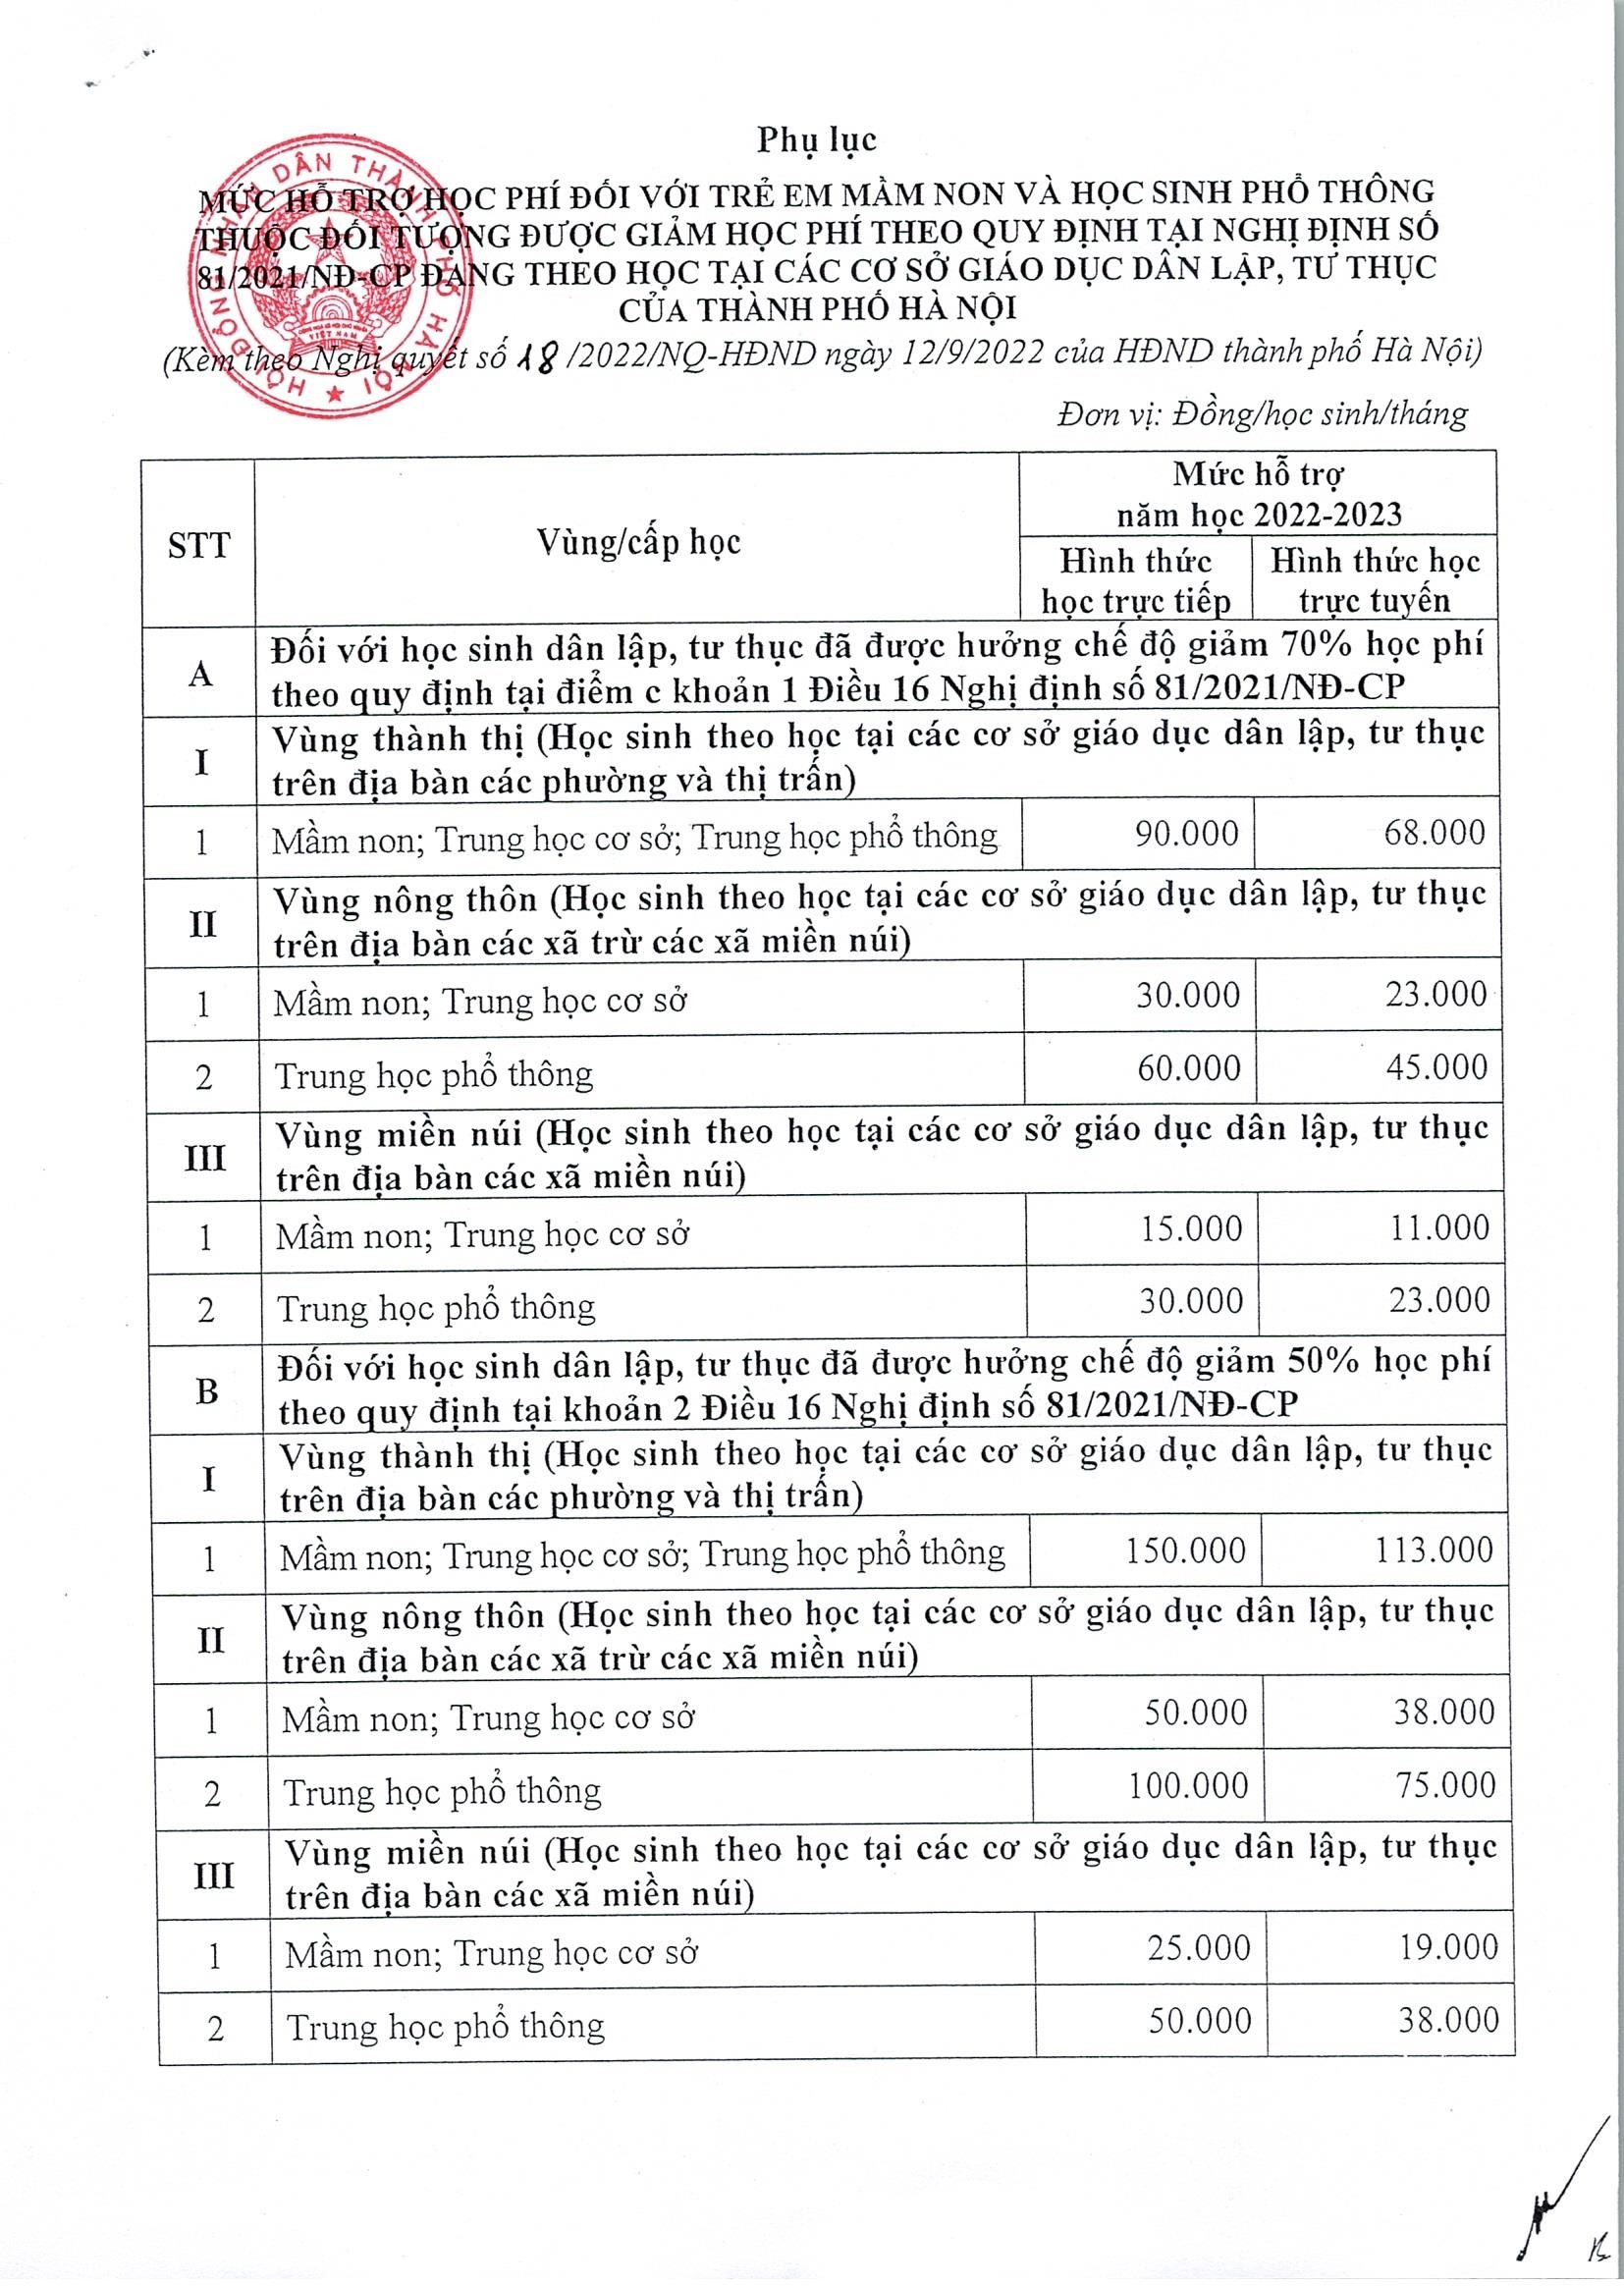 Phụ lục
MỨC HỖ TRỢ HỌC PHÍ ĐỐI VỚI TRẺ EM MẦM NON VÀ HỌC SINH PHỔ THÔNG
THUỘC ĐỐI TƯỢNG ĐƯỢC GIẢM HỌC PHÍ THEO QUY ĐỊNH TẠI NGHỊ ĐỊNH SỐ
81/2021/NĐ-CP ĐANG THEO HỌC TẠI CÁC CƠ SỞ GIÁO DỤC DÂN LẬP, TƯ THỤC
CỦA THÀNH PHỐ HÀ NỘI
(Kèm theo Nghị quyết số 18 /2022/NQ-HĐND ngày 12/9/2022 của HĐND thành phố Hà Nội)
HỘI ĐỒNG NHÂN DÂN THÀNH PHỐ HÀ NỘI
VIỆT NAM
Đơn vị: Đồng/học sinh/tháng
STT Vùng/cấp học Mức hỗ trợ
năm học 2022-2023
Hình thức Hình thức học
học trực tiếp trực tuyến
A Đối với học sinh dân lập, tư thục đã được hưởng chế độ giảm 70% học phí
theo quy định tại điểm c khoản 1 Điều 16 Nghị định số 81/2021/NĐ-CP
I Vùng thành thị (Học sinh theo học tại các cơ sở giáo dục dân lập, tư thục
trên địa bàn các phường và thị trấn)
1 Mầm non; Trung học cơ sở; Trung học phổ thông 90.000 68.000
II Vùng nông thôn (Học sinh theo học tại các cơ sở giáo dục dân lập, tư thục
trên địa bàn các xã trừ các xã miền núi)
1 Mầm non; Trung học cơ sở 30.000 23.000
2 Trung học phổ thông 60.000 45.000
III Vùng miền núi (Học sinh theo học tại các cơ sở giáo dục dân lập, tư thục
trên địa bàn các xã miền núi)
1 Mầm non; Trung học cơ sở 15.000 11.000
2 Trung học phổ thông 30.000 23.000
B Đối với học sinh dân lập, tư thục đã được hưởng chế độ giảm 50% học phí
theo quy định tại khoản 2 Điều 16 Nghị định số 81/2021/NĐ-CP
I Vùng thành thị (Học sinh theo học tại các cơ sở giáo dục dân lập, tư thục
trên địa bàn các phường và thị trấn)
1 Mầm non; Trung học cơ sở; Trung học phổ thông 150.000 113.000
II Vùng nông thôn (Học sinh theo học tại các cơ sở giáo dục dân lập, tư thục
trên địa bàn các xã trừ các xã miền núi)
1 Mầm non; Trung học cơ sở 50.000 38.000
2 Trung học phổ thông 100.000 75.000
III Vùng miền núi (Học sinh theo học tại các cơ sở giáo dục dân lập, tư thục
trên địa bàn các xã miền núi)
1 Mầm non; Trung học cơ sở 25.000 19.000
2 Trung học phổ thông 50.000 38.000